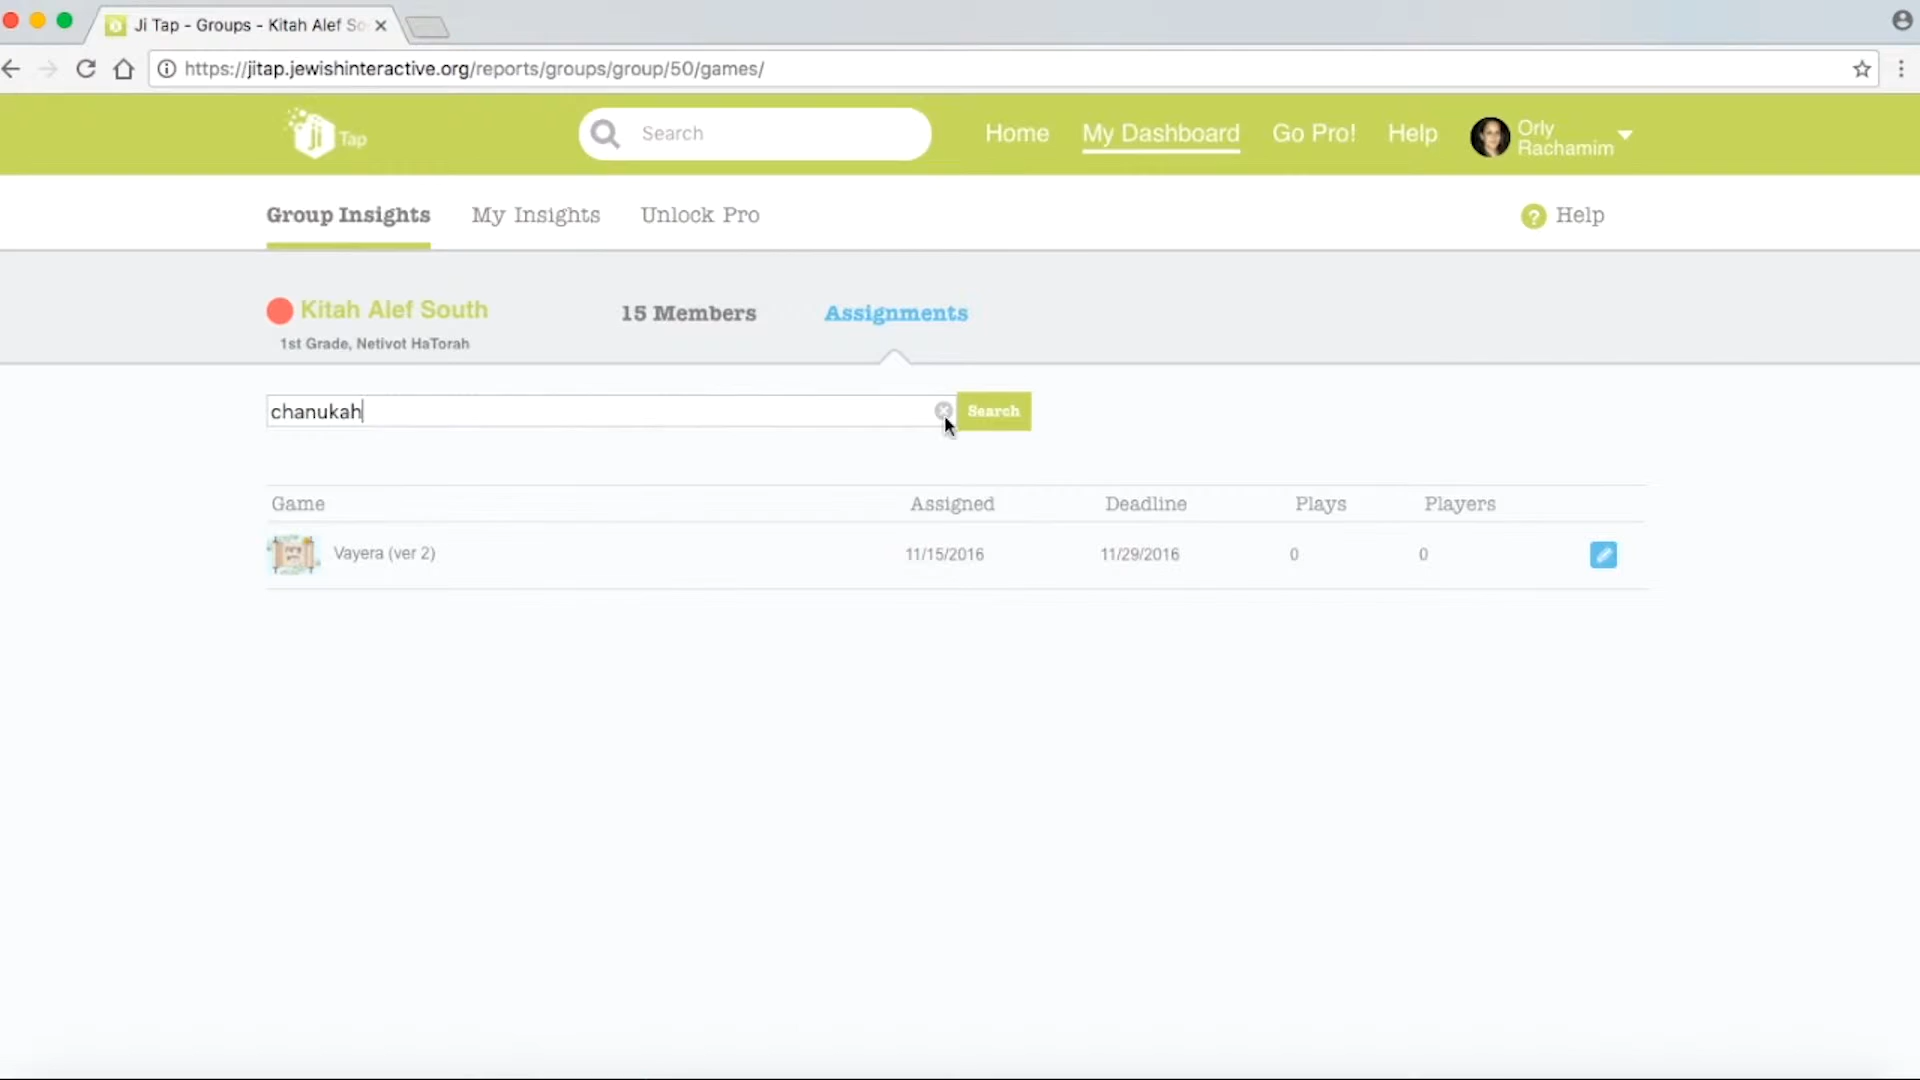 Ji Tap - Groups - Kitah Alef So
https://jitap.jewishinteractive.org/reports/groups/group/50/games/
ji Tap
Search
Home
My Dashboard
Go Pro!
Help
Orly
Rachamim
Group Insights
My Insights
Unlock Pro
? Help
Kitah Alef South
15 Members
Assignments
1st Grade, Netivot HaTorah
chanukah
Search
Game Assigned Deadline Plays Players
Vayera (ver 2) 11/15/2016 11/29/2016 0 0